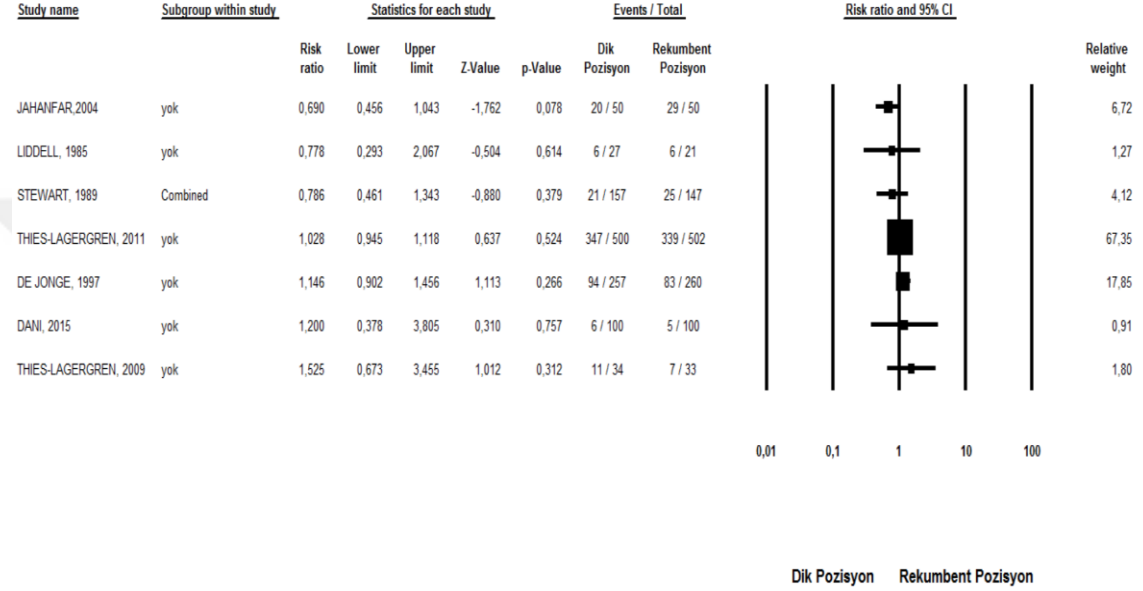 Study name Subgroup within study Statistics for each study Events / Total Risk ratio and 95% CI
Risk Lower Upper Dik Rekumbent Relative
ratio limit limit Z-Value p-Value Pozisyon Pozisyon weight
JAHANFAR,2004 yok 0,690 0,456 1,043 -1,762 0,078 20 / 50 29 / 50 6,72
LIDDELL, 1985 yok 0,778 0,293 2,067 -0,504 0,614 6 / 27 6 / 21 1,27
STEWART, 1989 Combined 0,786 0,461 1,343 -0,880 0,379 21 / 157 25 / 147 4,12
THIES-LAGERGREN, 2011 yok 1,028 0,945 1,118 0,637 0,524 347 / 500 339 / 502 67,35
DE JONGE, 1997 yok 1,146 0,902 1,456 1,113 0,266 94 / 257 83 / 260 17,85
DANI, 2015 yok 1,200 0,378 3,805 0,310 0,757 6 / 100 5 / 100 0,91
THIES-LAGERGREN, 2009 yok 1,525 0,673 3,455 1,012 0,312 11 / 34 7 / 33 1,80
0,01 0,1 1 10 100
Dik Pozisyon Rekumbent Pozisyon